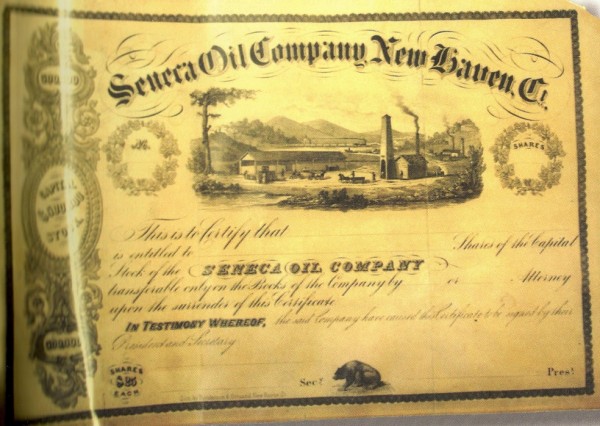 Seneca Oil Company, New Haven, Ct.
No.
SHARES
CAPITAL
STOCK
This is to Certify that
is entitled to Shares of the Capital
Stock of the SENECA OIL COMPANY
transferable only on the Books of the Company by or Attorney
upon the surrender of this Certificate
IN TESTIMONY WHEREOF, the said Company have caused this Certificate to be signed by their
President and Secretary
SHARES
$25
EACH
Sect. Prest.